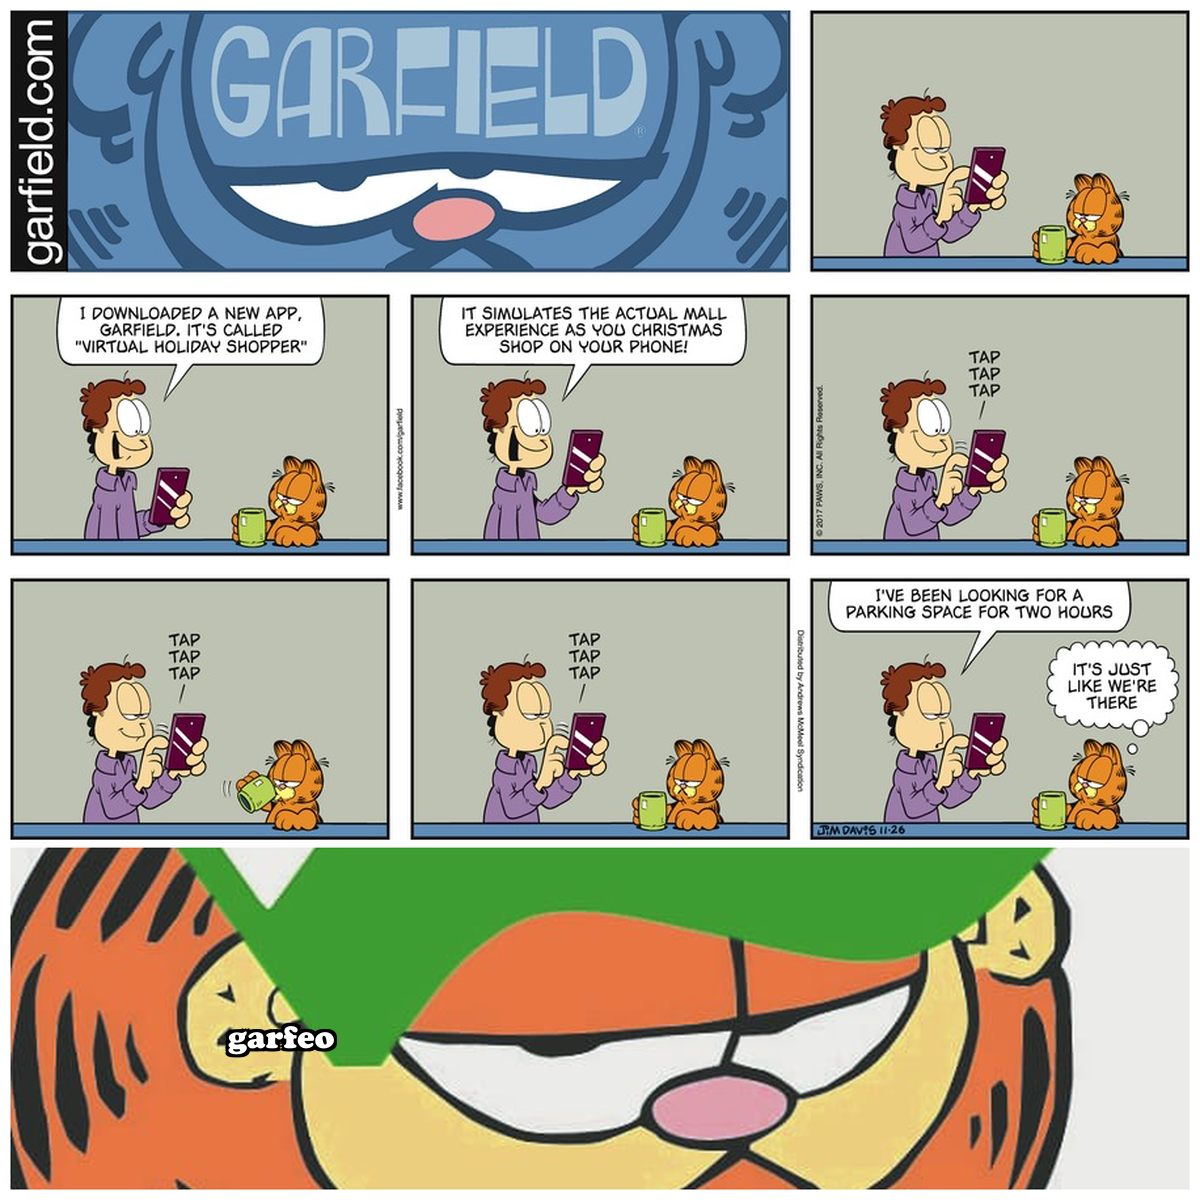 garfield.com
GARFIELD
®
I DOWNLOADED A NEW APP,
GARFIELD. IT'S CALLED
"VIRTUAL HOLIDAY SHOPPER"
www.facebook.com/garfield
IT SIMULATES THE ACTUAL MALL
EXPERIENCE AS YOU CHRISTMAS
SHOP ON YOUR PHONE!
© 2017 PAWS, INC. All Rights Reserved.
TAP
TAP
TAP
TAP
TAP
TAP
TAP
TAP
TAP
Distributed by Andrews McMeel Syndication
I'VE BEEN LOOKING FOR A
PARKING SPACE FOR TWO HOURS
IT'S JUST
LIKE WE'RE
THERE
JIM DAVIS 11-26
garfeo